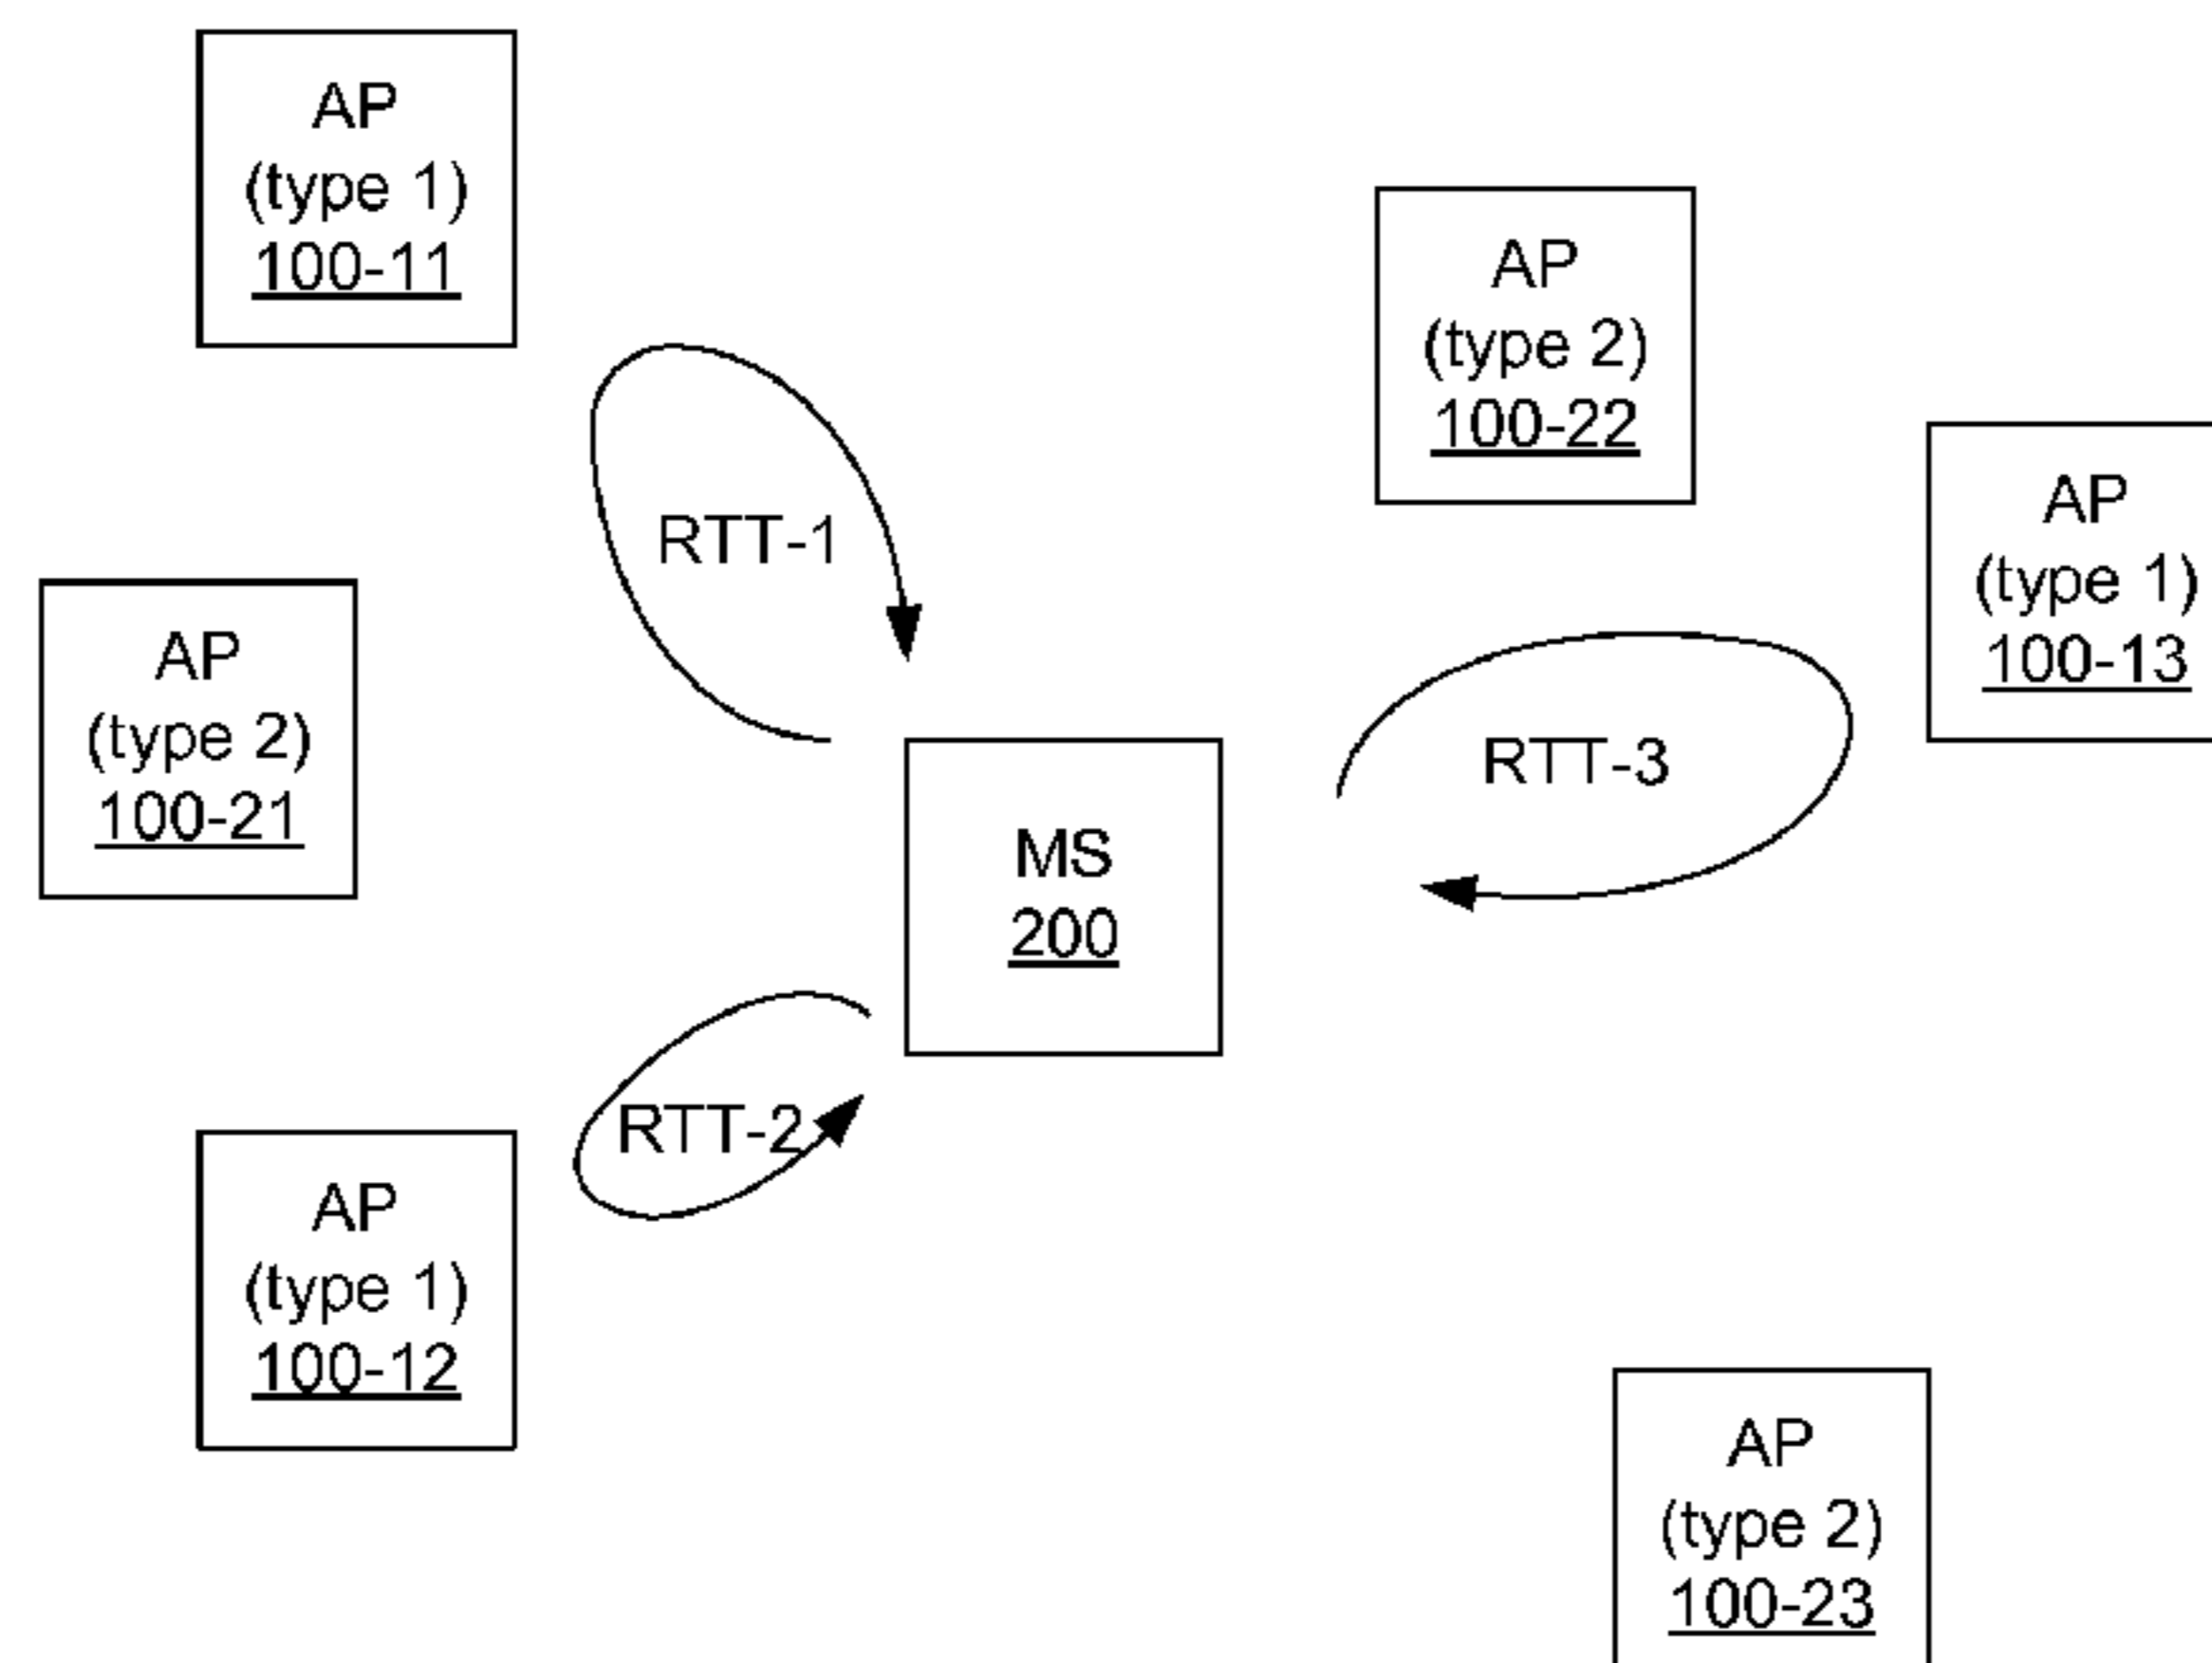 AP
(type 1)
100-11
AP
(type 2)
100-22
AP
(type 1)
100-13
RTT-1
AP
(type 2)
100-21
RTT-3
MS
200
RTT-2
AP
(type 1)
100-12
AP
(type 2)
100-23